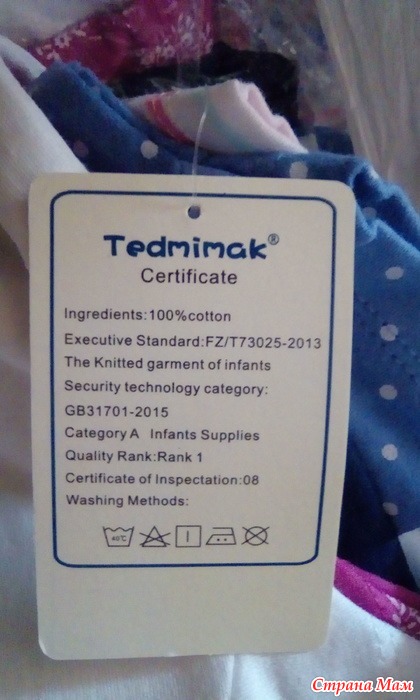 Tedmimak®
Certificate
Ingredients:100%cotton
Executive Standard:FZ/T73025-2013
The Knitted garment of infants
Security technology category:
GB31701-2015
Category A Infants Supplies
Quality Rank:Rank 1
Certificate of Inspectation:08
Washing Methods:
40℃
Страна Мам